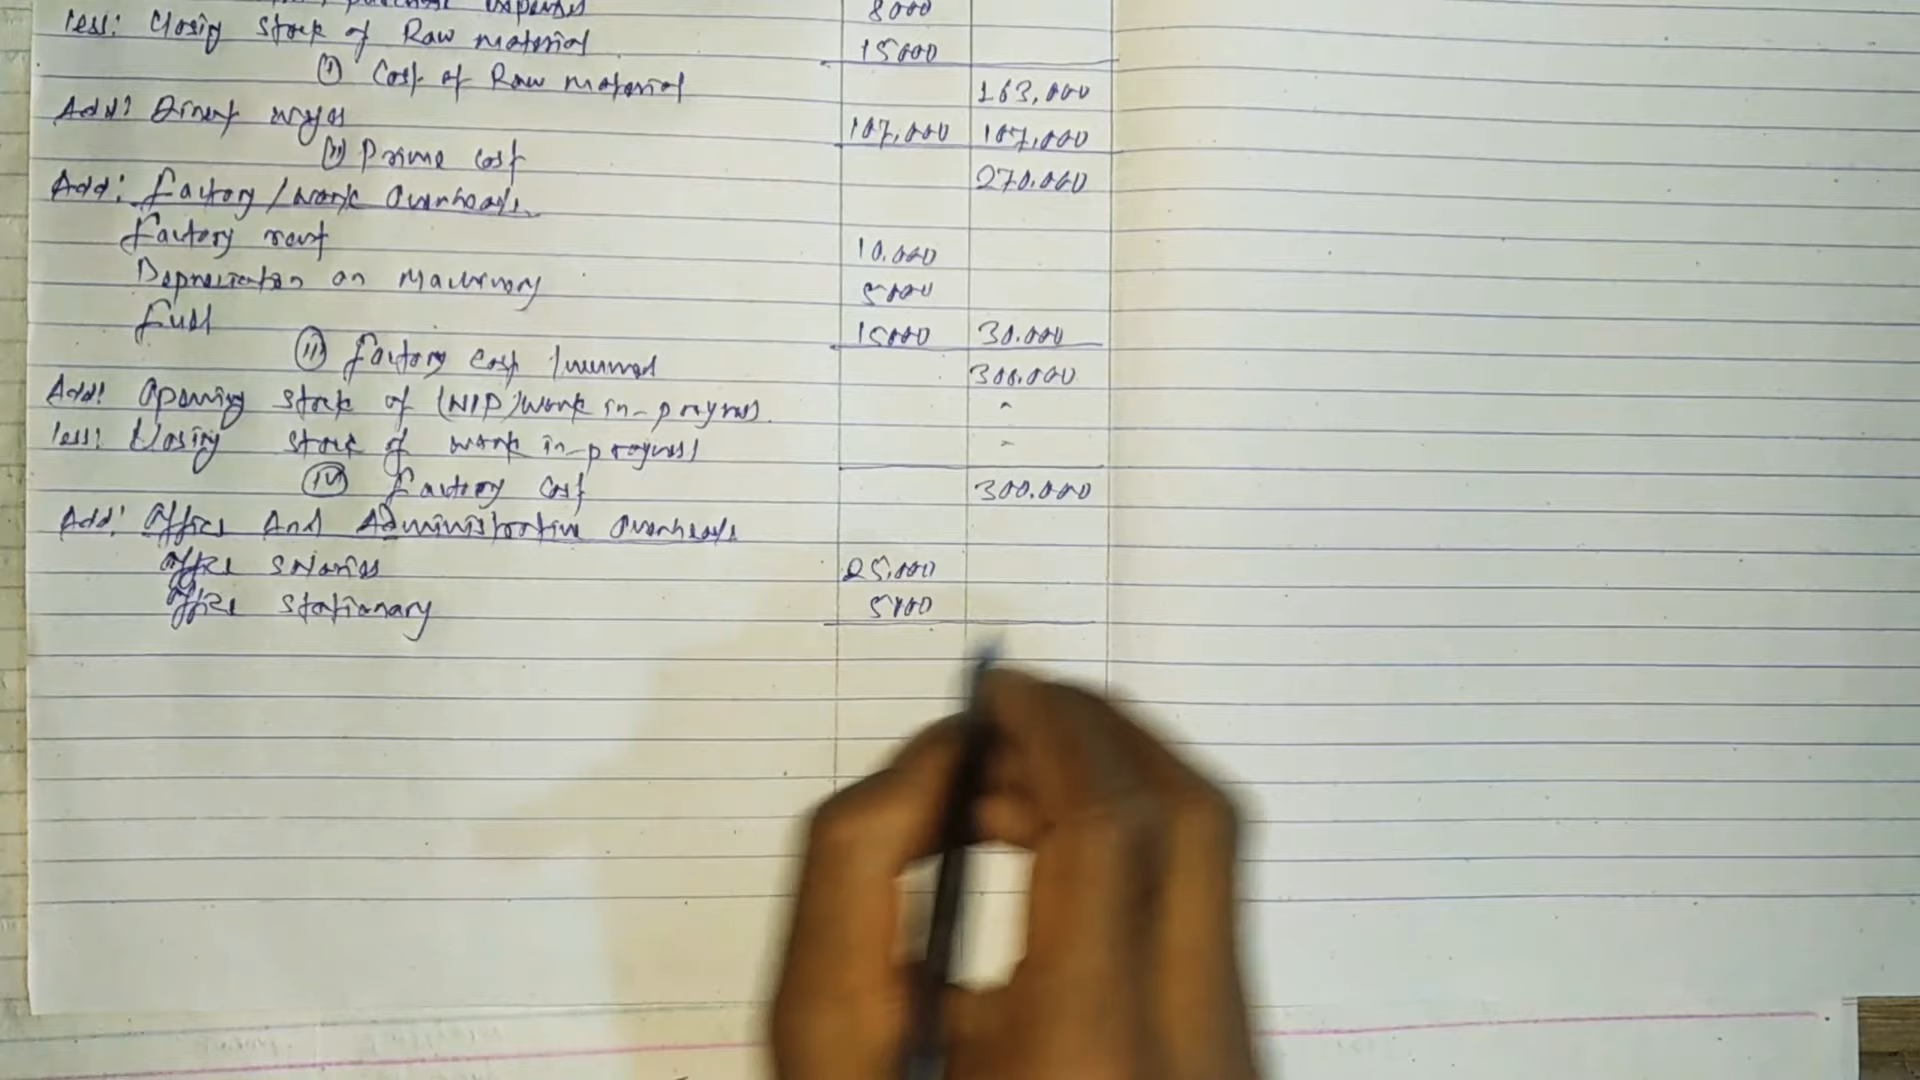 purchase expenses 8000
less: Closing stock of Raw material 15000
(I) Cost of Raw material 163,000
Add: Direct wages 107,000 107,000
(II) Prime Cost 270.000
Add: Factory/work Overheads
Factory rent 10.000
Depreciation on Machinery 5000
Fuel 15000 30.000
(III) Factory Cost Incurred 300.000
Add: Opening stock of (WIP) work in-progress. -
less: Closing stock of work in-progress -
(IV) Factory Cost 300.000
Add: Office And Administrative Overheads
Office Salaries 25,000
Office Stationary 5000